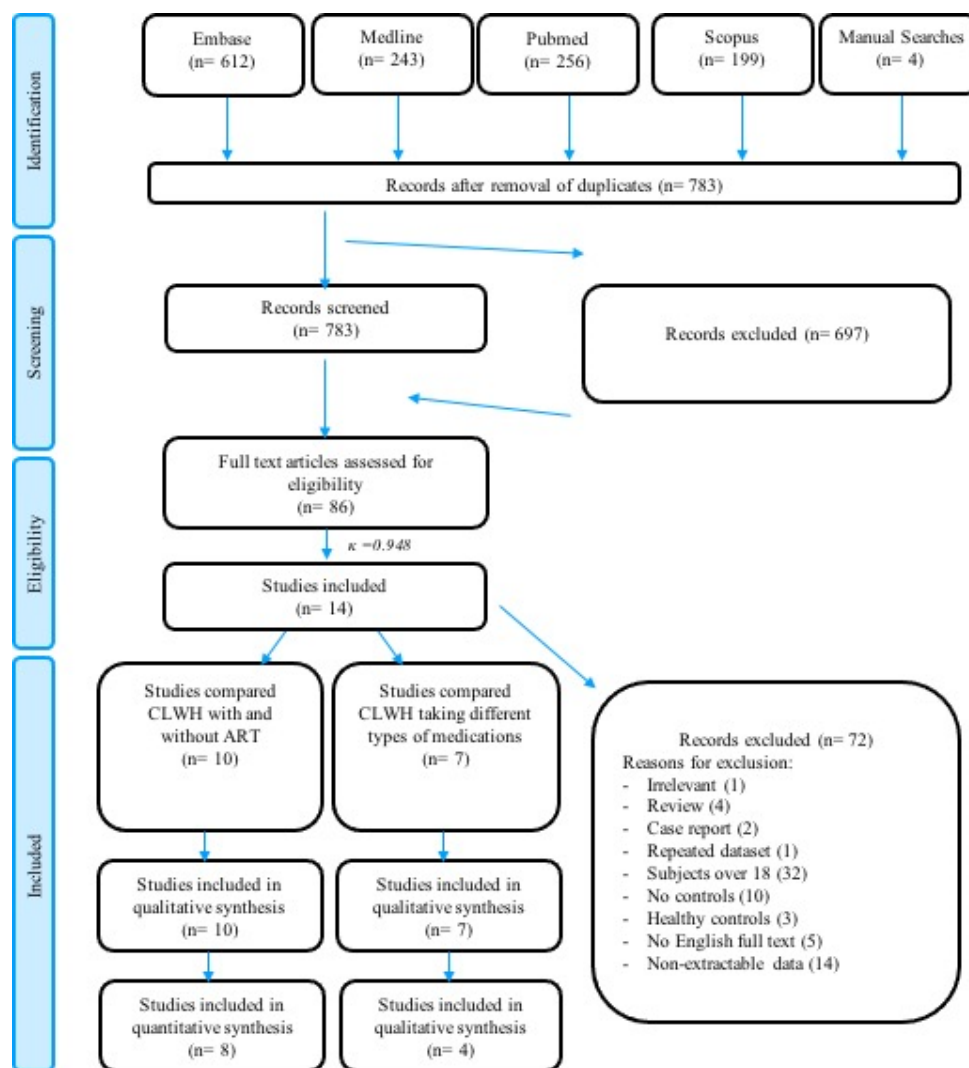 Identification
Embase
(n= 612)
Medline
(n= 243)
Pubmed
(n= 256)
Scopus
(n= 199)
Manual Searches
(n= 4)
Records after removal of duplicates (n= 783)
Screening
Records screened
(n= 783)
Records excluded (n= 697)
Eligibility
Full text articles assessed for
eligibility
(n= 86)
κ =0.948
Studies included
(n= 14)
Included
Studies compared
CLWH with and
without ART
(n= 10)
Studies compared
CLWH taking different
types of medications
(n= 7)
Records excluded (n= 72)
Reasons for exclusion:
- Irrelevant (1)
- Review (4)
- Case report (2)
- Repeated dataset (1)
- Subjects over 18 (32)
- No controls (10)
- Healthy controls (3)
- No English full text (5)
- Non-extractable data (14)
Studies included in
qualitative synthesis
(n= 10)
Studies included in
qualitative synthesis
(n= 7)
Studies included in
quantitative synthesis
(n= 8)
Studies included in
qualitative synthesis
(n= 4)